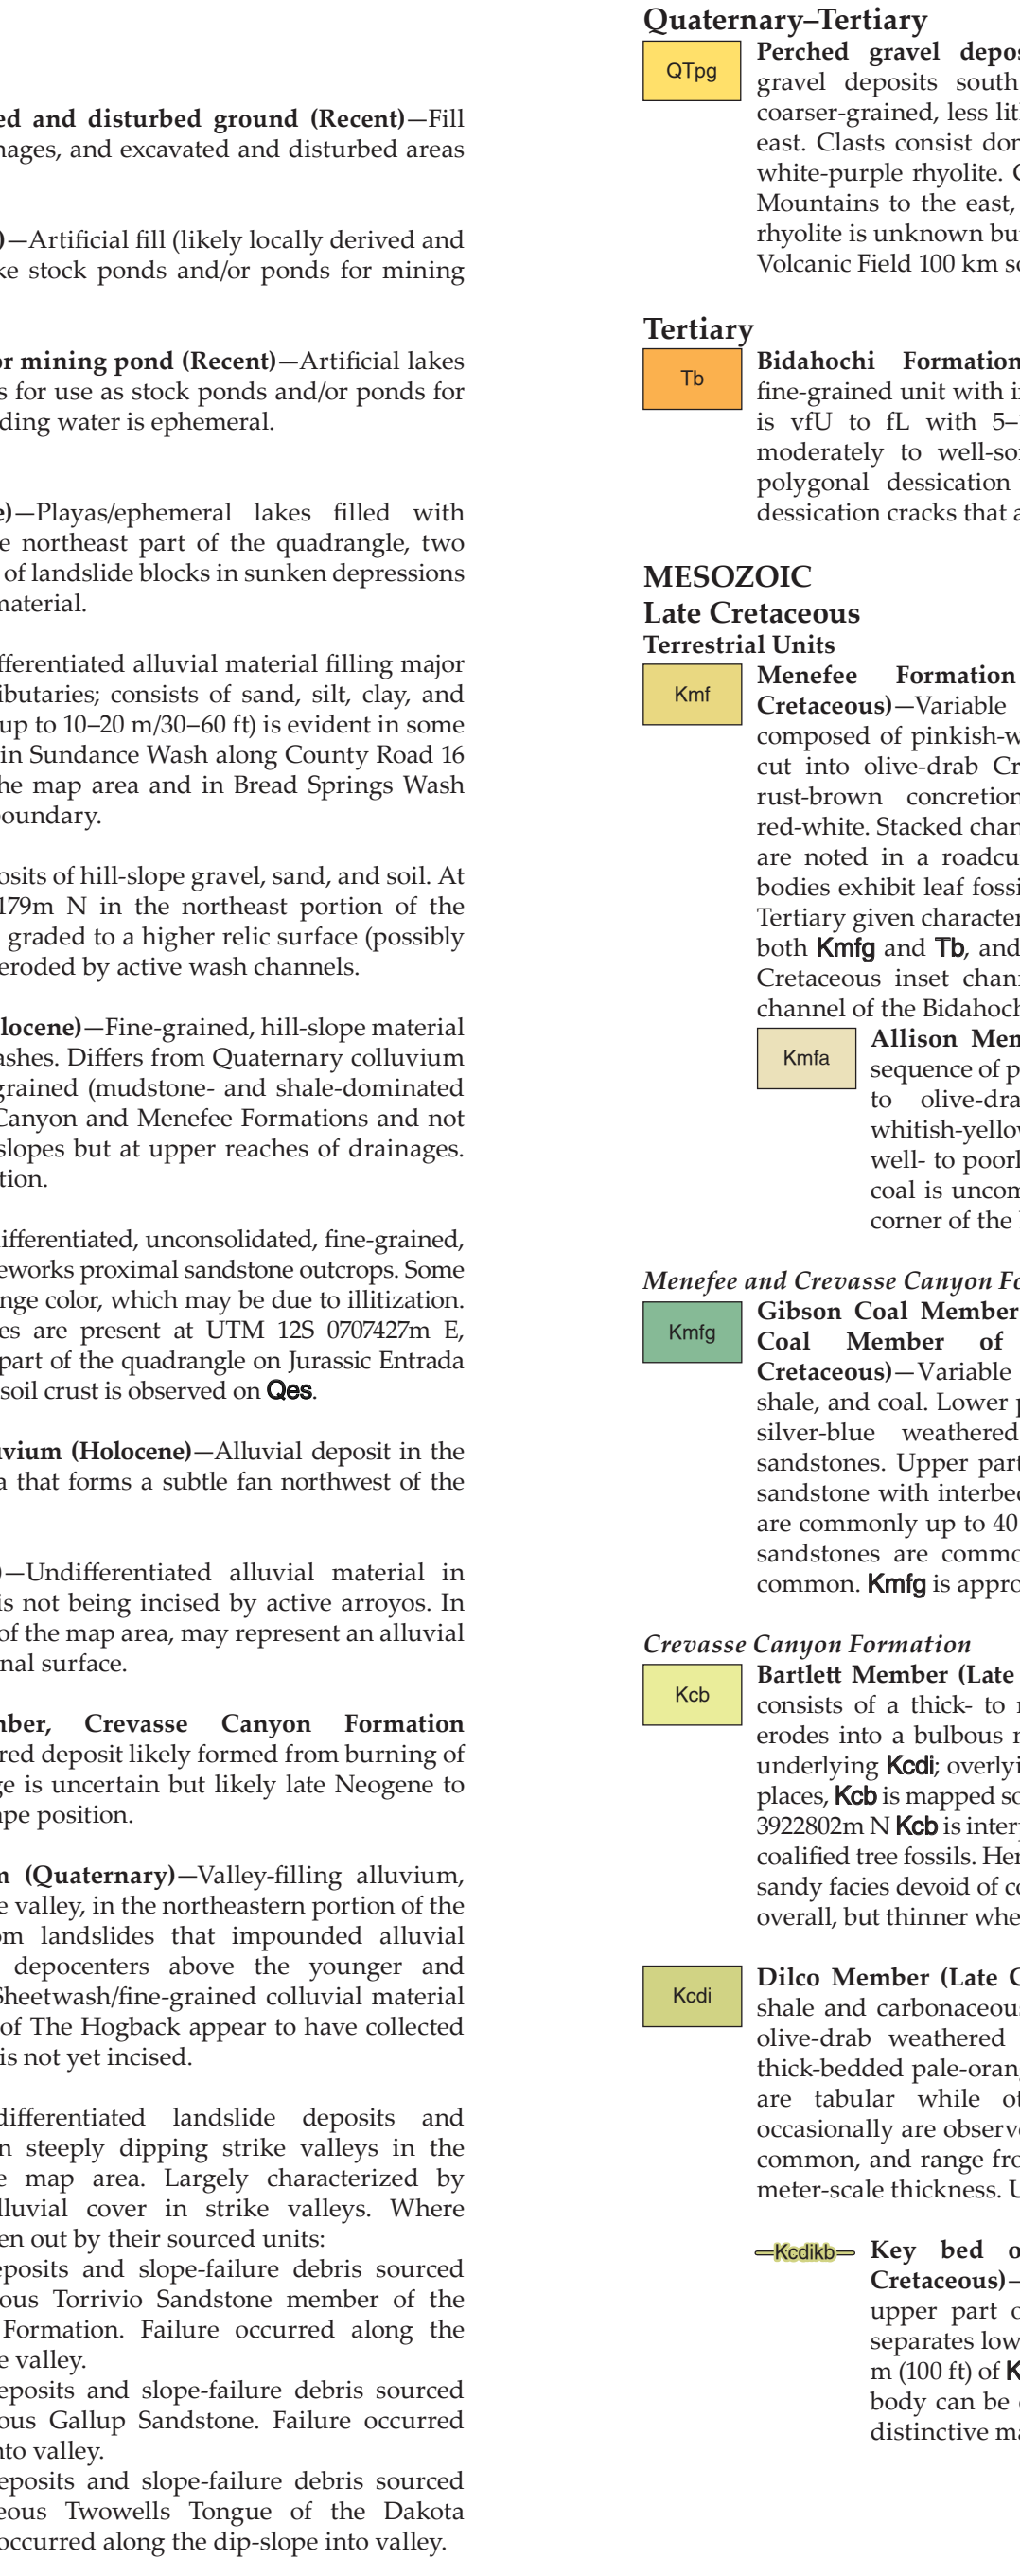 ed and disturbed ground (Recent)—Fill
nages, and excavated and disturbed areas
)—Artificial fill (likely locally derived and
ke stock ponds and/or ponds for mining
or mining pond (Recent)—Artificial lakes
s for use as stock ponds and/or ponds for
ding water is ephemeral.
e)—Playas/ephemeral lakes filled with
e northeast part of the quadrangle, two
of landslide blocks in sunken depressions
material.
fferentiated alluvial material filling major
ibutaries; consists of sand, silt, clay, and
up to 10–20 m/30–60 ft) is evident in some
in Sundance Wash along County Road 16
he map area and in Bread Springs Wash
boundary.
osits of hill-slope gravel, sand, and soil. At
179m N in the northeast portion of the
graded to a higher relic surface (possibly
eroded by active wash channels.
locene)—Fine-grained, hill-slope material
ashes. Differs from Quaternary colluvium
grained (mudstone- and shale-dominated
Canyon and Menefee Formations and not
slopes but at upper reaches of drainages.
tion.
ifferentiated, unconsolidated, fine-grained,
eworks proximal sandstone outcrops. Some
nge color, which may be due to illitization.
es are present at UTM 12S 0707427m E,
part of the quadrangle on Jurassic Entrada
soil crust is observed on Qes.
uvium (Holocene)—Alluvial deposit in the
a that forms a subtle fan northwest of the
)—Undifferentiated alluvial material in
is not being incised by active arroyos. In
of the map area, may represent an alluvial
nal surface.
mber, Crevasse Canyon Formation
red deposit likely formed from burning of
ge is uncertain but likely late Neogene to
ape position.
n (Quaternary)—Valley-filling alluvium,
e valley, in the northeastern portion of the
om landslides that impounded alluvial
depocenters above the younger and
Sheetwash/fine-grained colluvial material
of The Hogback appear to have collected
is not yet incised.
differentiated landslide deposits and
n steeply dipping strike valleys in the
e map area. Largely characterized by
lluvial cover in strike valleys. Where
en out by their sourced units:
eposits and slope-failure debris sourced
ous Torrivio Sandstone member of the
Formation. Failure occurred along the
e valley.
eposits and slope-failure debris sourced
ous Gallup Sandstone. Failure occurred
nto valley.
eposits and slope-failure debris sourced
eous Twowells Tongue of the Dakota
occurred along the dip-slope into valley.
Quaternary–Tertiary
QTpg
Perched gravel depos
gravel deposits south
coarser-grained, less lit
east. Clasts consist dom
white-purple rhyolite. C
Mountains to the east,
rhyolite is unknown bu
Volcanic Field 100 km so
Tertiary
Tb
Bidahochi Formation
fine-grained unit with i
is vfU to fL with 5–
moderately to well-so
polygonal dessication
dessication cracks that a
MESOZOIC
Late Cretaceous
Terrestrial Units
Kmf
Menefee Formation
Cretaceous)—Variable
composed of pinkish-w
cut into olive-drab Cr
rust-brown concretion
red-white. Stacked chan
are noted in a roadcu
bodies exhibit leaf fossi
Tertiary given character
both Kmfg and Tb, and
Cretaceous inset chann
channel of the Bidahoch
Kmfa
Allison Mem
sequence of p
to olive-dra
whitish-yellow
well- to poorl
coal is uncom
corner of the
Menefee and Crevasse Canyon Fo
Kmfg
Gibson Coal Member
Coal Member of
Cretaceous)—Variable
shale, and coal. Lower p
silver-blue weathered
sandstones. Upper part
sandstone with interbed
are commonly up to 40
sandstones are commo
common. Kmfg is appro
Crevasse Canyon Formation
Kcb
Bartlett Member (Late
consists of a thick- to
erodes into a bulbous r
underlying Kcdi; overlyi
places, Kcb is mapped so
3922802m N Kcb is inter
coalified tree fossils. Her
sandy facies devoid of co
overall, but thinner whe
Kcdi
Dilco Member (Late C
shale and carbonaceous
olive-drab weathered
thick-bedded pale-orang
are tabular while ot
occasionally are observe
common, and range fro
meter-scale thickness. U
Kcdikb
Key bed o
Cretaceous)—
upper part o
separates low
m (100 ft) of K
body can be
distinctive ma